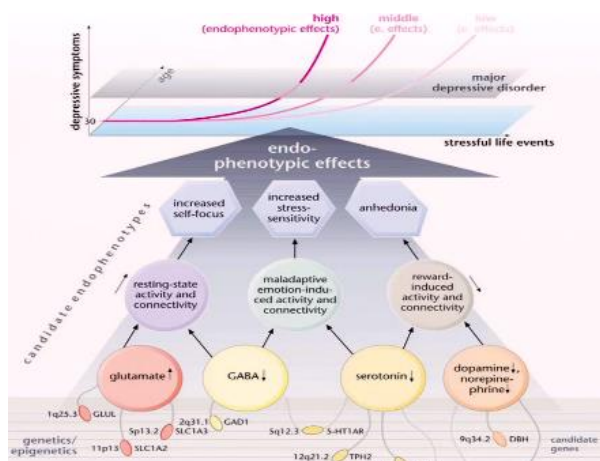 high
(endophenotypic effects)
middle
(e. effects)
low
(e. effects)
depressive symptoms
age
30
major
depressive disorder
stressful life events
endo-
phenotypic effects
candidate endophenotypes
increased
self-focus
increased
stress-
sensitivity
anhedonia
resting-state
activity and
connectivity
maladaptive
emotion-indu-
ced activity and
connectivity
reward-
induced
activity and
connectivity
glutamate
GABA
serotonin
dopamine,
norepine-
phrine
1q25.3 GLUL
5p13.2 SLC1A3
11p13 SLC1A2
2q31.1 GAD1
5q12.3 5-HT1AR
12q21.2 TPH2
9q34.2 DBH
genetics/
epigenetics
candidate
genes